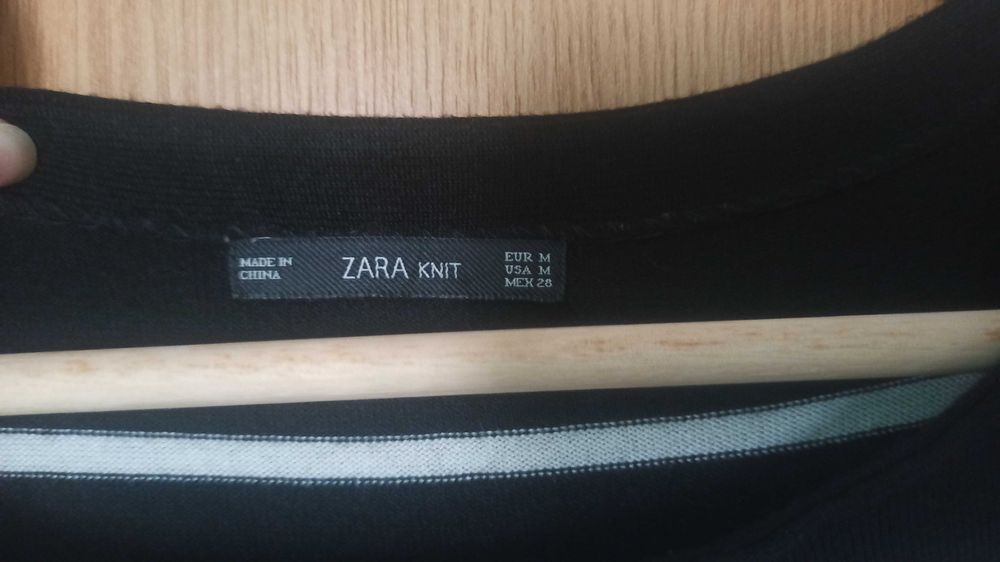 MADE IN
CHINA
ZARA KNIT
EUR M
USA M
MEX 28